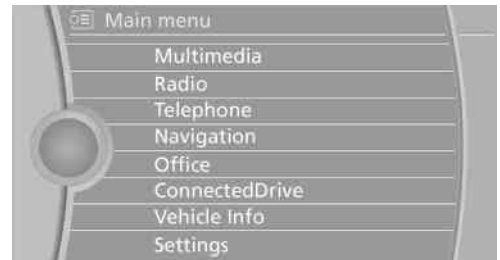 Main menu
Multimedia
Radio
Telephone
Navigation
Office
ConnectedDrive
Vehicle Info
Settings